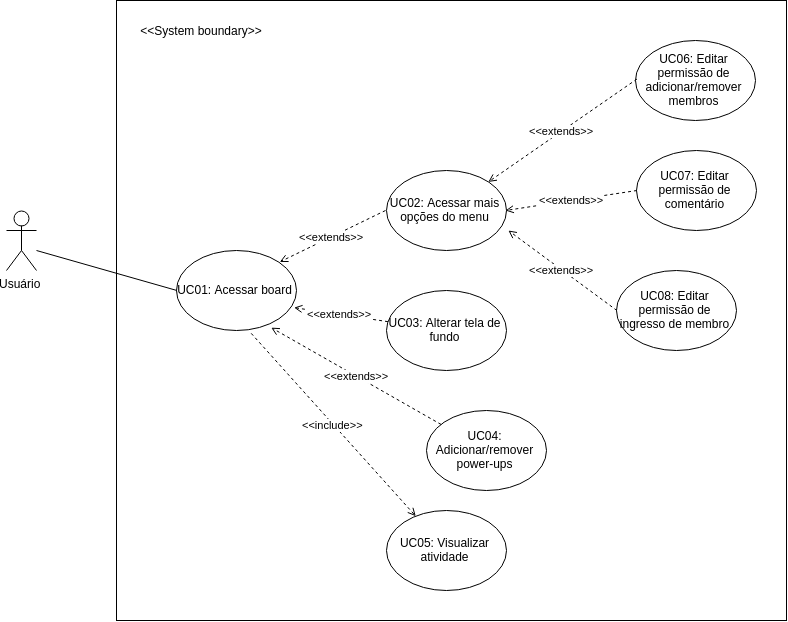 <<System boundary>>
UC06: Editar
permissão de
adicionar/remover
membros
<<extends>>
UC07: Editar
permissão de
comentário
<<extends>>
UC02: Acessar mais
opções do menu
<<extends>>
<<extends>>
UC08: Editar
permissão de
ingresso de membro
Usuário
UC01: Acessar board
<<extends>>
UC03: Alterar tela de
fundo
<<extends>>
<<include>>
UC04:
Adicionar/remover
power-ups
UC05: Visualizar
atividade